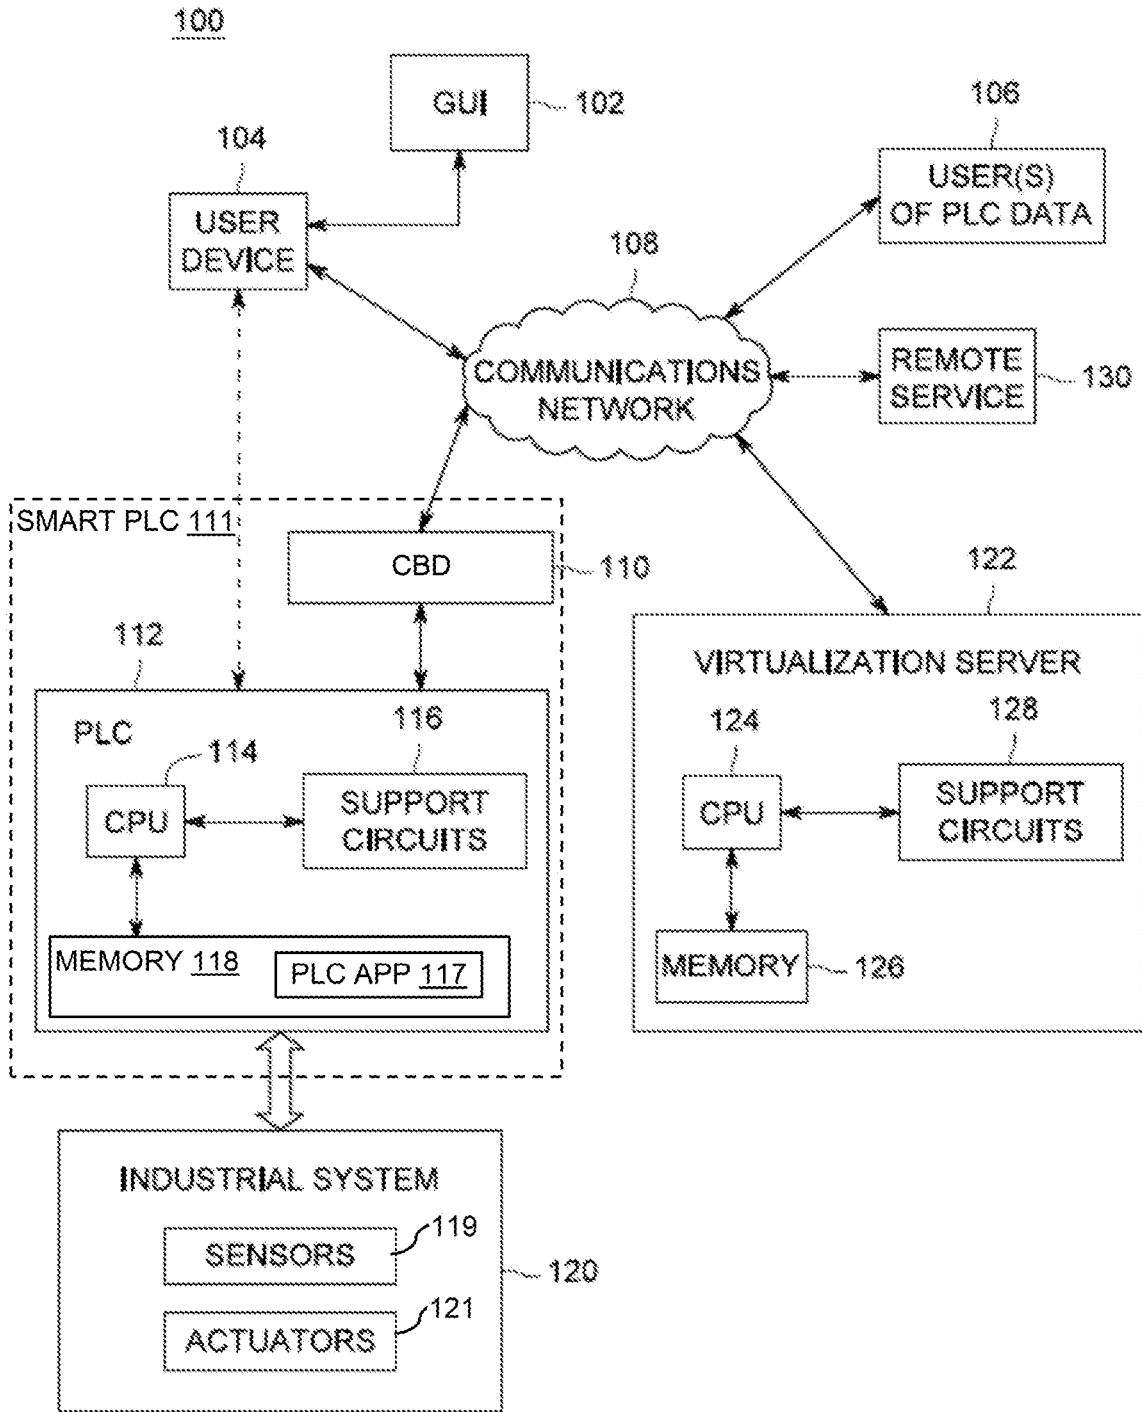 100
GUI
102
104
106
USER
DEVICE
USER(S)
OF PLC DATA
108
COMMUNICATIONS
NETWORK
REMOTE
SERVICE
130
SMART PLC 111
CBD
110
122
112
VIRTUALIZATION SERVER
PLC
116
114
124
128
CPU
SUPPORT
CIRCUITS
CPU
SUPPORT
CIRCUITS
MEMORY 118
PLC APP 117
MEMORY
126
INDUSTRIAL SYSTEM
SENSORS
119
120
ACTUATORS
121